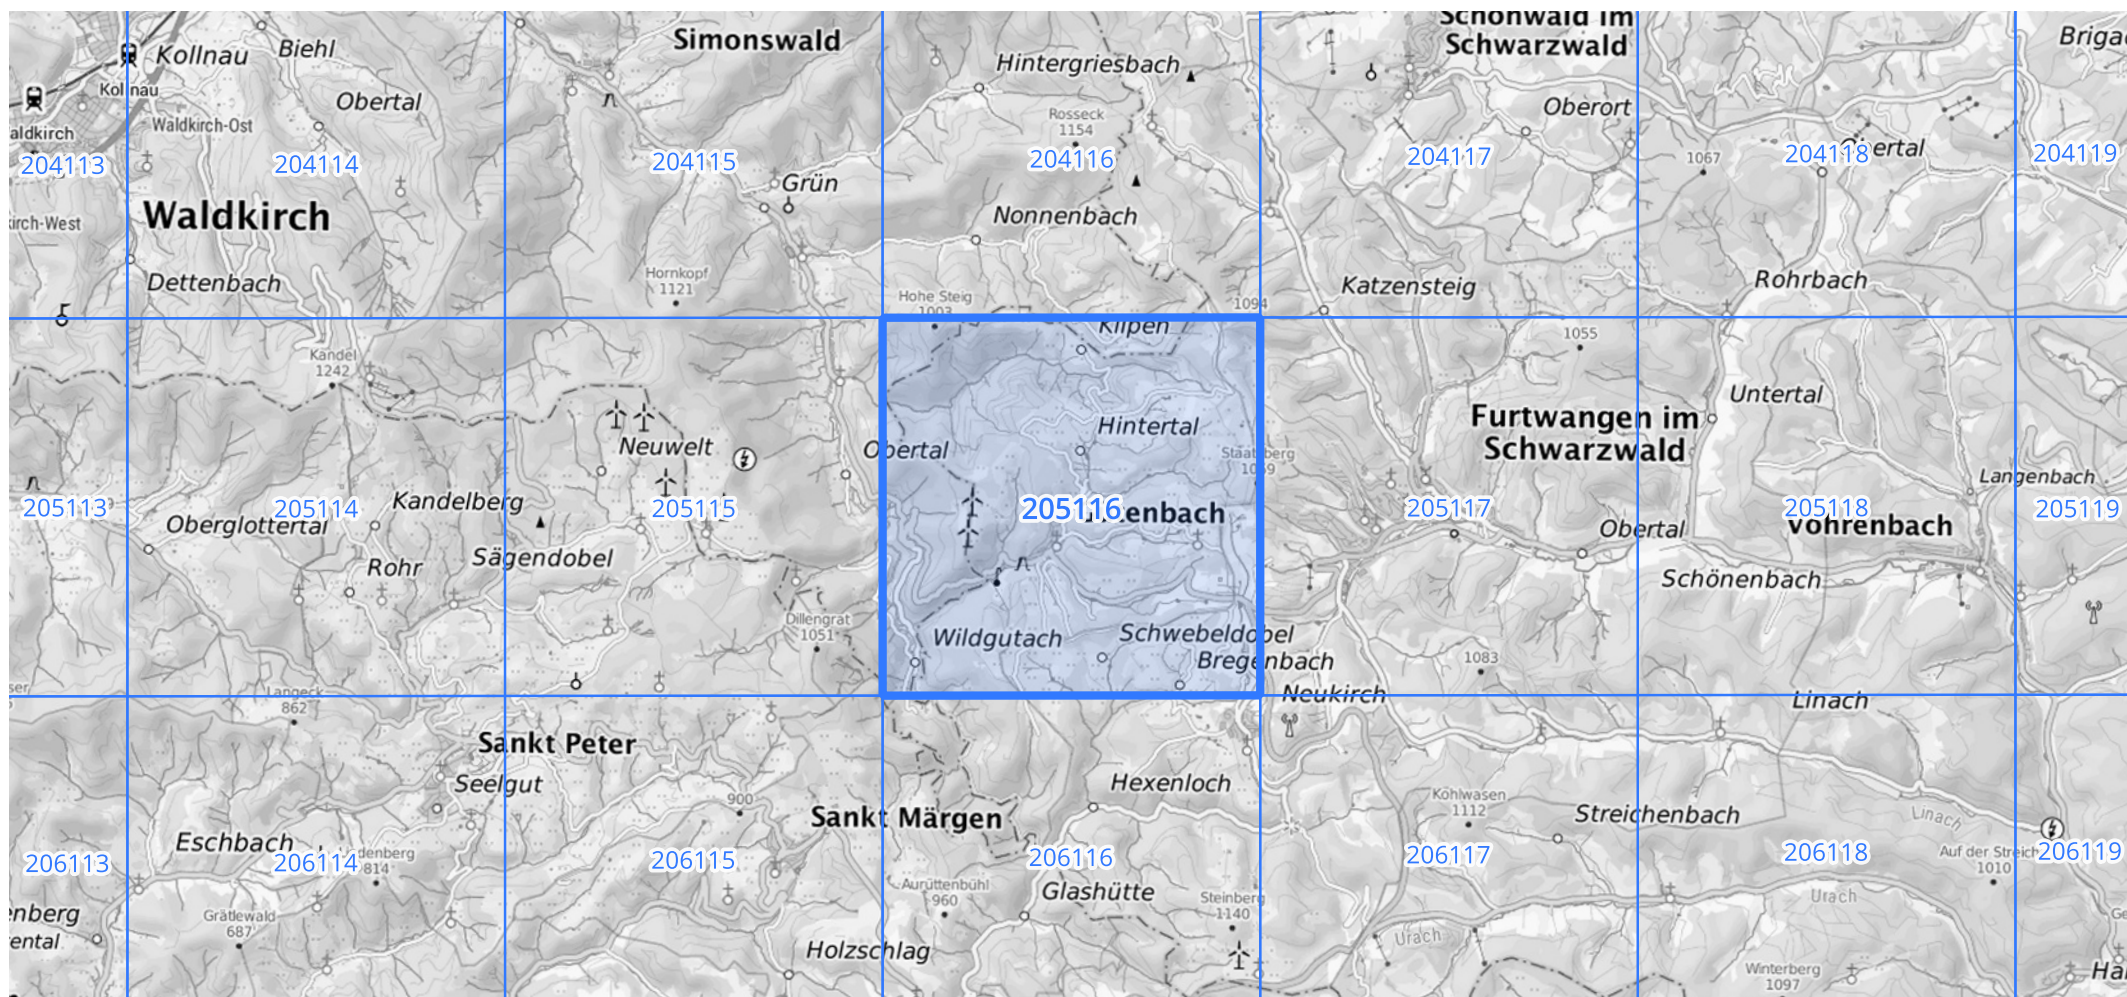 Schönwald im
Schwarzwald
Simonswald
Kollnau
Biehl
Hintergriesbach
Kollnau
Obertal
Oberort
Waldkirch-Ost
Rosseck
1154
204113
204114
204115
204116
204117
1067
204118
204119
Grün
Waldkirch
Nonnenbach
Dettenbach
Hornkopf
1121
Katzensteig
Rohrbach
Hohe Steig
1003
1094
Kilpen
1055
Kandel
1242
Untertal
Hintertal
Furtwangen im
Schwarzwald
Neuwelt
Obertal
Langenbach
205113
Kandelberg
205114
205115
205116
205117
205118
205119
Oberglottertal
Obertal
Vöhrenbach
Sägendobel
Rohr
Schönenbach
Dillengrat
1051
Wildgutach
Schwebeldobel
Bregenbach
1083
Langeck
862
Neukirch
Linach
Sankt Peter
Seelgut
Hexenloch
900
Sankt Märgen
Kohlwasen
1112
Streichenbach
Linach
Eschbach
206113
206114
814
206115
206116
206117
206118
206119
Auf der Streich
1010
Aurüttenbühl
960
Glashütte
Steinberg
1140
Urach
Grätlewald
687
Holzschlag
Urach
Winterberg
1097